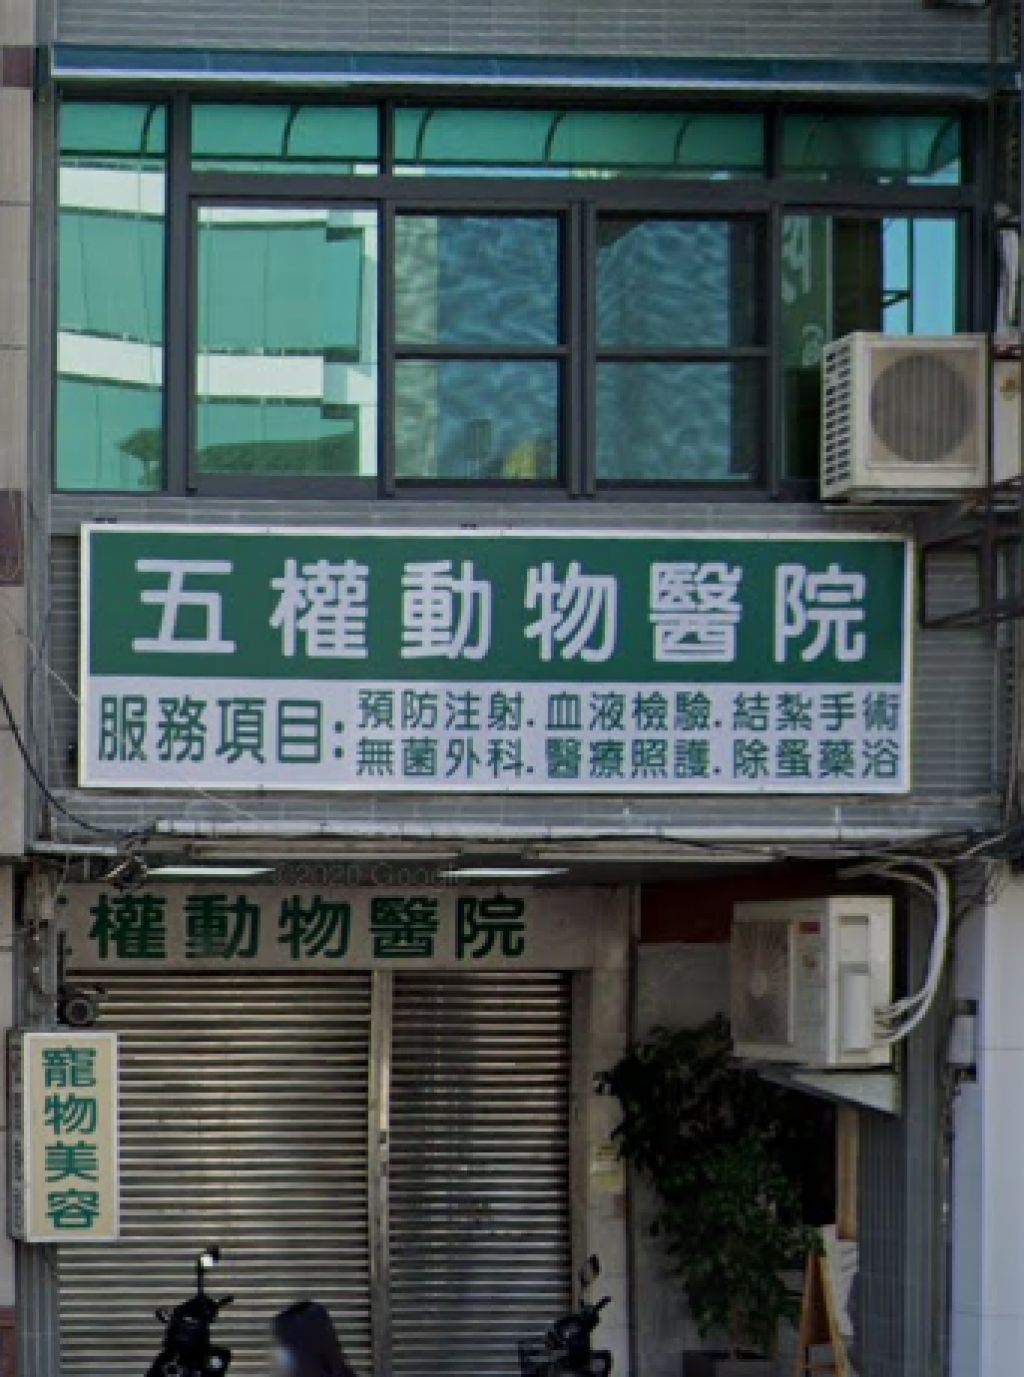 五權動物醫院
服務項目:
預防注射.血液檢驗.結紮手術
無菌外科.醫療照護.除蚤藥浴
©2020 Google
權動物醫院
寵物美容